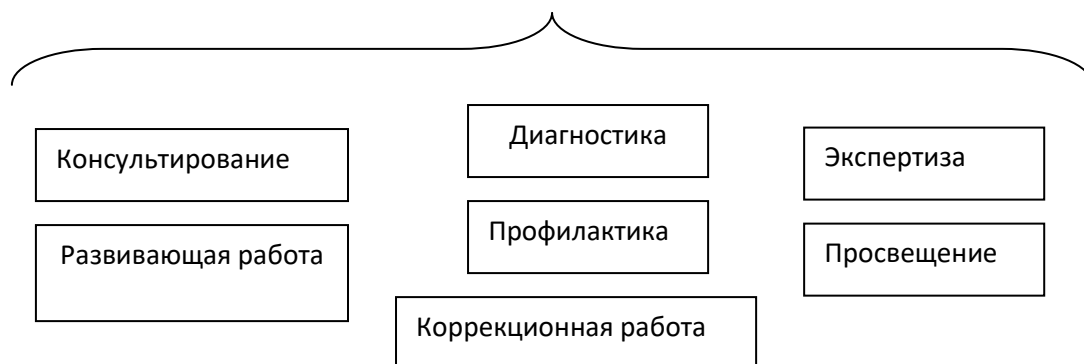 Диагностика
Консультирование
Экспертиза
Профилактика
Развивающая работа
Просвещение
Коррекционная работа